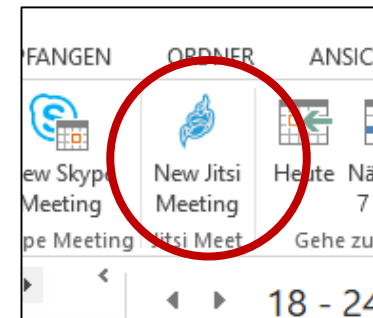 PFANGEN ORDNER ANSIC
ew Skype New Jitsi Heute Nä
Meeting Meeting 7
pe Meeting Jitsi Meet Gehe zu
18 - 24